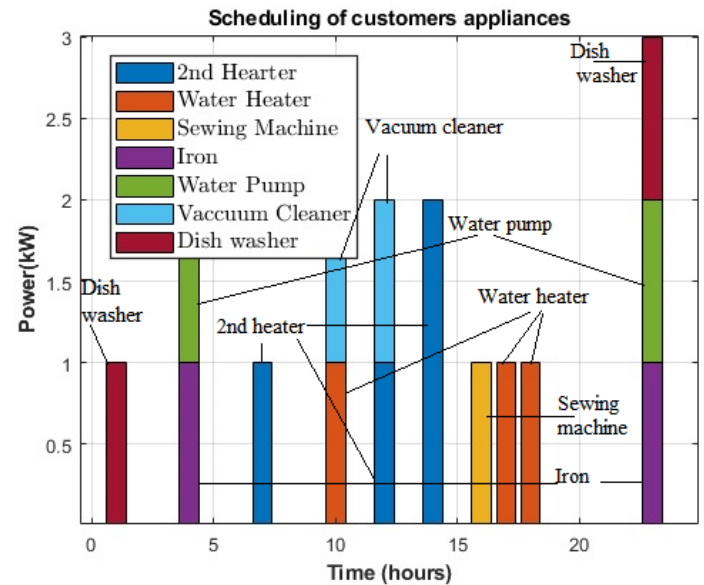 Scheduling of customers appliances
3
2.5
2
1.5
1
0.5
Power(kW)
2nd Hearter
Water Heater
Sewing Machine
Iron
Water Pump
Vaccuum Cleaner
Dish washer
Dish
washer
Vacuum cleaner
Water pump
Dish
washer
Water heater
2nd heater
Sewing
machine
Iron
0
5
10
15
20
Time (hours)